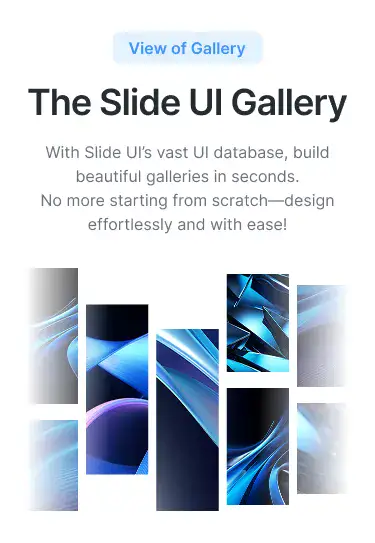 View of Gallery
The Slide UI Gallery
With Slide UI’s vast UI database, build
beautiful galleries in seconds.
No more starting from scratch—design
effortlessly and with ease!